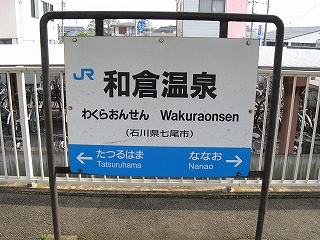 JR
和倉温泉
わくらおんせん Wakuraonsen
(石川県七尾市)
← たつるはま ななお →
Tatsuruhama Nanao